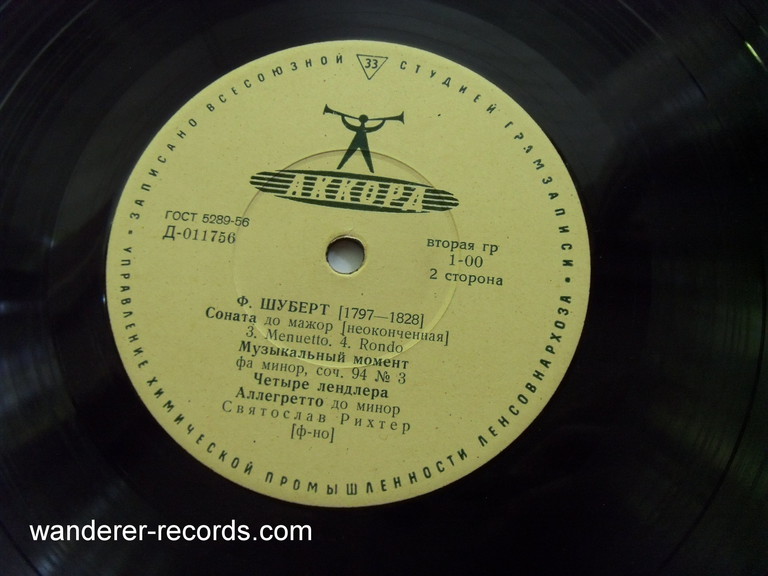 ЗАПИСАНО ВСЕСОЮЗНОЙ 33 СТУДИЕЙ ГРАМЗАПИСИ
АККОРД
ГОСТ 5289-56
Д-011756
вторая гр
1-00
2 сторона
Ф. ШУБЕРТ [1797—1828]
Соната до мажор [неоконченная]
3. Menuetto. 4. Rondo
Музыкальный момент
фа минор, соч. 94 № 3
Четыре лендлера
Аллегретто до минор
Святослав Рихтер
[ф-но]
• УПРАВЛЕНИЕ ХИМИЧЕСКОЙ ПРОМЫШЛЕННОСТИ ЛЕНСОВНАРХОЗА •
wanderer-records.com